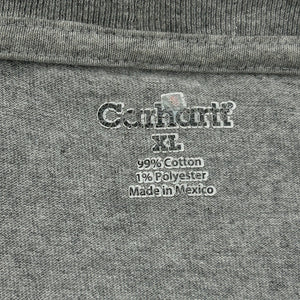 Carhartt
XL
99% Cotton
1% Polyester
Made in Mexico